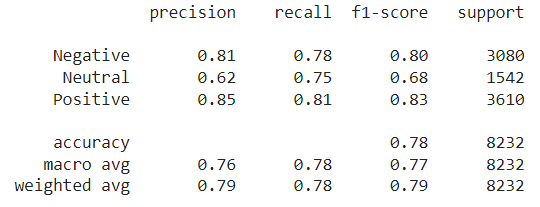 precision recall f1-score support
Negative 0.81 0.78 0.80 3080
Neutral 0.62 0.75 0.68 1542
Positive 0.85 0.81 0.83 3610
accuracy 0.78 8232
macro avg 0.76 0.78 0.77 8232
weighted avg 0.79 0.78 0.79 8232